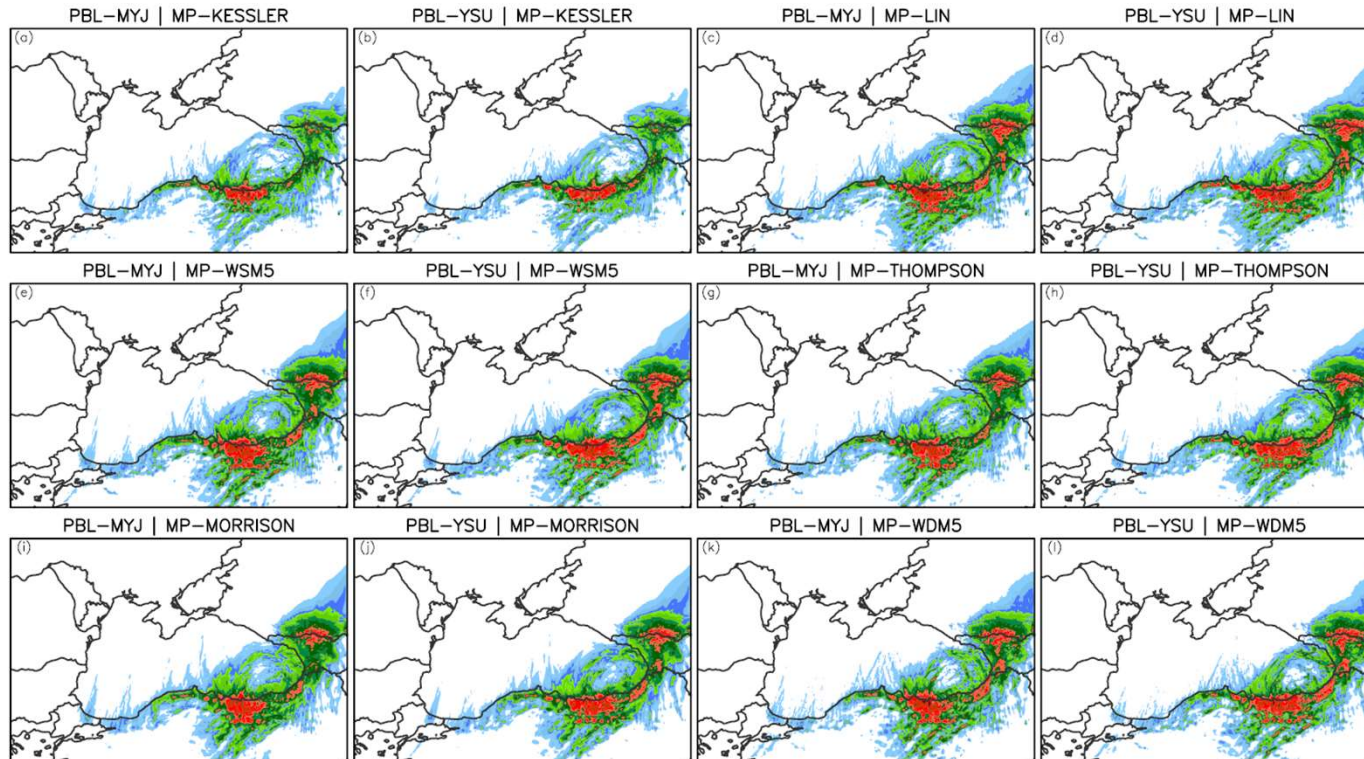 PBL-MYJ | MP-KESSLER
PBL-YSU | MP-KESSLER
PBL-MYJ | MP-LIN
PBL-YSU | MP-LIN
(a)
(b)
(c)
(d)
PBL-MYJ | MP-WSM5
PBL-YSU | MP-WSM5
PBL-MYJ | MP-THOMPSON
PBL-YSU | MP-THOMPSON
(e)
(f)
(g)
(h)
PBL-MYJ | MP-MORRISON
PBL-YSU | MP-MORRISON
PBL-MYJ | MP-WDM5
PBL-YSU | MP-WDM5
(i)
(j)
(k)
(l)